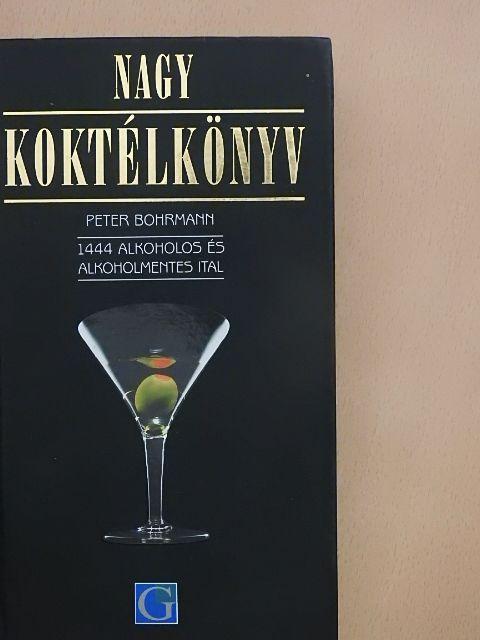 NAGY
KOKTÉLKÖNYV
PETER BOHRMANN
1444 ALKOHOLOS ÉS
ALKOHOLMENTES ITAL
G